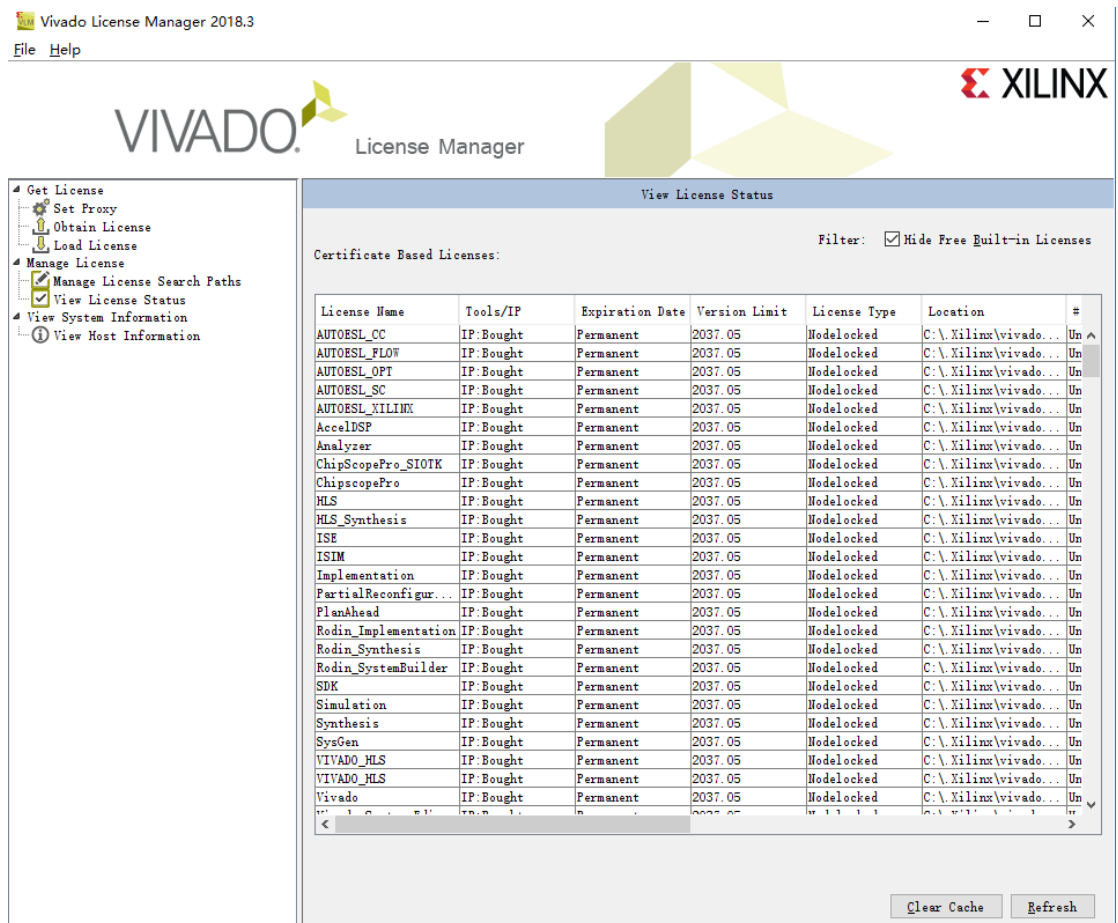 Vivado License Manager 2018.3
File Help
XILINX
VIVADO. License Manager
Get License
Set Proxy
Obtain License
Load License
Manage License
Manage License Search Paths
View License Status
View System Information
View Host Information
View License Status
Filter: Hide Free Built-in Licenses
Certificate Based Licenses:
License Name Tools/IP Expiration Date Version Limit License Type Location #
AUTOESL_CC IP:Bought Permanent 2037.05 Nodelocked C:\.Xilinx\vivado... Un
AUTOESL_FLOW IP:Bought Permanent 2037.05 Nodelocked C:\.Xilinx\vivado... Un
AUTOESL_OPT IP:Bought Permanent 2037.05 Nodelocked C:\.Xilinx\vivado... Un
AUTOESL_SC IP:Bought Permanent 2037.05 Nodelocked C:\.Xilinx\vivado... Un
AUTOESL_XILINX IP:Bought Permanent 2037.05 Nodelocked C:\.Xilinx\vivado... Un
AccelDSP IP:Bought Permanent 2037.05 Nodelocked C:\.Xilinx\vivado... Un
Analyzer IP:Bought Permanent 2037.05 Nodelocked C:\.Xilinx\vivado... Un
ChipScopePro_SIOTK IP:Bought Permanent 2037.05 Nodelocked C:\.Xilinx\vivado... Un
ChipscopePro IP:Bought Permanent 2037.05 Nodelocked C:\.Xilinx\vivado... Un
HLS IP:Bought Permanent 2037.05 Nodelocked C:\.Xilinx\vivado... Un
HLS_Synthesis IP:Bought Permanent 2037.05 Nodelocked C:\.Xilinx\vivado... Un
ISE IP:Bought Permanent 2037.05 Nodelocked C:\.Xilinx\vivado... Un
ISIM IP:Bought Permanent 2037.05 Nodelocked C:\.Xilinx\vivado... Un
Implementation IP:Bought Permanent 2037.05 Nodelocked C:\.Xilinx\vivado... Un
PartialReconfigur... IP:Bought Permanent 2037.05 Nodelocked C:\.Xilinx\vivado... Un
PlanAhead IP:Bought Permanent 2037.05 Nodelocked C:\.Xilinx\vivado... Un
Rodin_Implementation IP:Bought Permanent 2037.05 Nodelocked C:\.Xilinx\vivado... Un
Rodin_Synthesis IP:Bought Permanent 2037.05 Nodelocked C:\.Xilinx\vivado... Un
Rodin_SystemBuilder IP:Bought Permanent 2037.05 Nodelocked C:\.Xilinx\vivado... Un
SDK IP:Bought Permanent 2037.05 Nodelocked C:\.Xilinx\vivado... Un
Simulation IP:Bought Permanent 2037.05 Nodelocked C:\.Xilinx\vivado... Un
Synthesis IP:Bought Permanent 2037.05 Nodelocked C:\.Xilinx\vivado... Un
SysGen IP:Bought Permanent 2037.05 Nodelocked C:\.Xilinx\vivado... Un
VIVADO_HLS IP:Bought Permanent 2037.05 Nodelocked C:\.Xilinx\vivado... Un
VIVADO_HLS IP:Bought Permanent 2037.05 Nodelocked C:\.Xilinx\vivado... Un
Vivado IP:Bought Permanent 2037.05 Nodelocked C:\.Xilinx\vivado... Un
Clear Cache Refresh